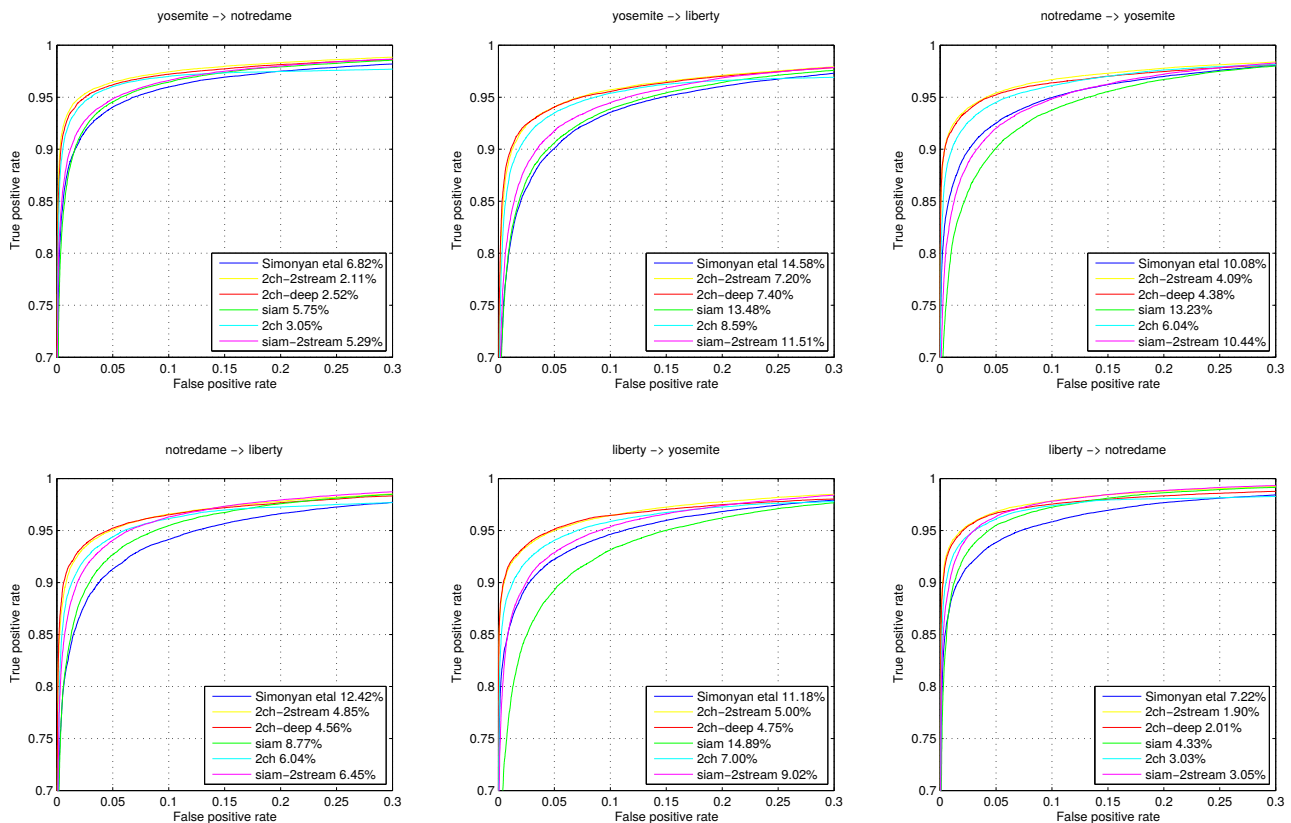 yosemite −> notredame
True positive rate
1
0.95
0.9
0.85
0.8
0.75
0.7
Simonyan etal 6.82%
2ch−2stream 2.11%
2ch−deep 2.52%
siam 5.75%
2ch 3.05%
siam−2stream 5.29%
0 0.05 0.1 0.15 0.2 0.25 0.3
False positive rate
yosemite −> liberty
True positive rate
1
0.95
0.9
0.85
0.8
0.75
0.7
Simonyan etal 14.58%
2ch−2stream 7.20%
2ch−deep 7.40%
siam 13.48%
2ch 8.59%
siam−2stream 11.51%
0 0.05 0.1 0.15 0.2 0.25 0.3
False positive rate
notredame −> yosemite
True positive rate
1
0.95
0.9
0.85
0.8
0.75
0.7
Simonyan etal 10.08%
2ch−2stream 4.09%
2ch−deep 4.38%
siam 13.23%
2ch 6.04%
siam−2stream 10.44%
0 0.05 0.1 0.15 0.2 0.25 0.3
False positive rate
notredame −> liberty
True positive rate
1
0.95
0.9
0.85
0.8
0.75
0.7
Simonyan etal 12.42%
2ch−2stream 4.85%
2ch−deep 4.56%
siam 8.77%
2ch 6.04%
siam−2stream 6.45%
0 0.05 0.1 0.15 0.2 0.25 0.3
False positive rate
liberty −> yosemite
True positive rate
1
0.95
0.9
0.85
0.8
0.75
0.7
Simonyan etal 11.18%
2ch−2stream 5.00%
2ch−deep 4.75%
siam 14.89%
2ch 7.00%
siam−2stream 9.02%
0 0.05 0.1 0.15 0.2 0.25 0.3
False positive rate
liberty −> notredame
True positive rate
1
0.95
0.9
0.85
0.8
0.75
0.7
Simonyan etal 7.22%
2ch−2stream 1.90%
2ch−deep 2.01%
siam 4.33%
2ch 3.03%
siam−2stream 3.05%
0 0.05 0.1 0.15 0.2 0.25 0.3
False positive rate